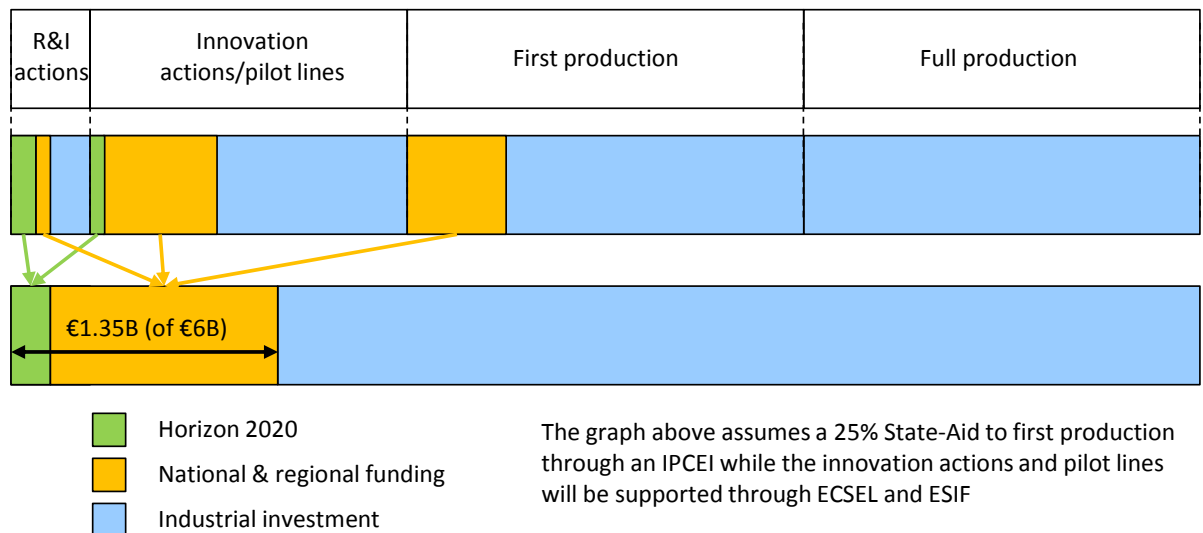 R&I
actions
Innovation
actions/pilot lines
First production
Full production
€1.35B (of €6B)
Horizon 2020
National & regional funding
Industrial investment
The graph above assumes a 25% State-Aid to first production
through an IPCEI while the innovation actions and pilot lines
will be supported through ECSEL and ESIF